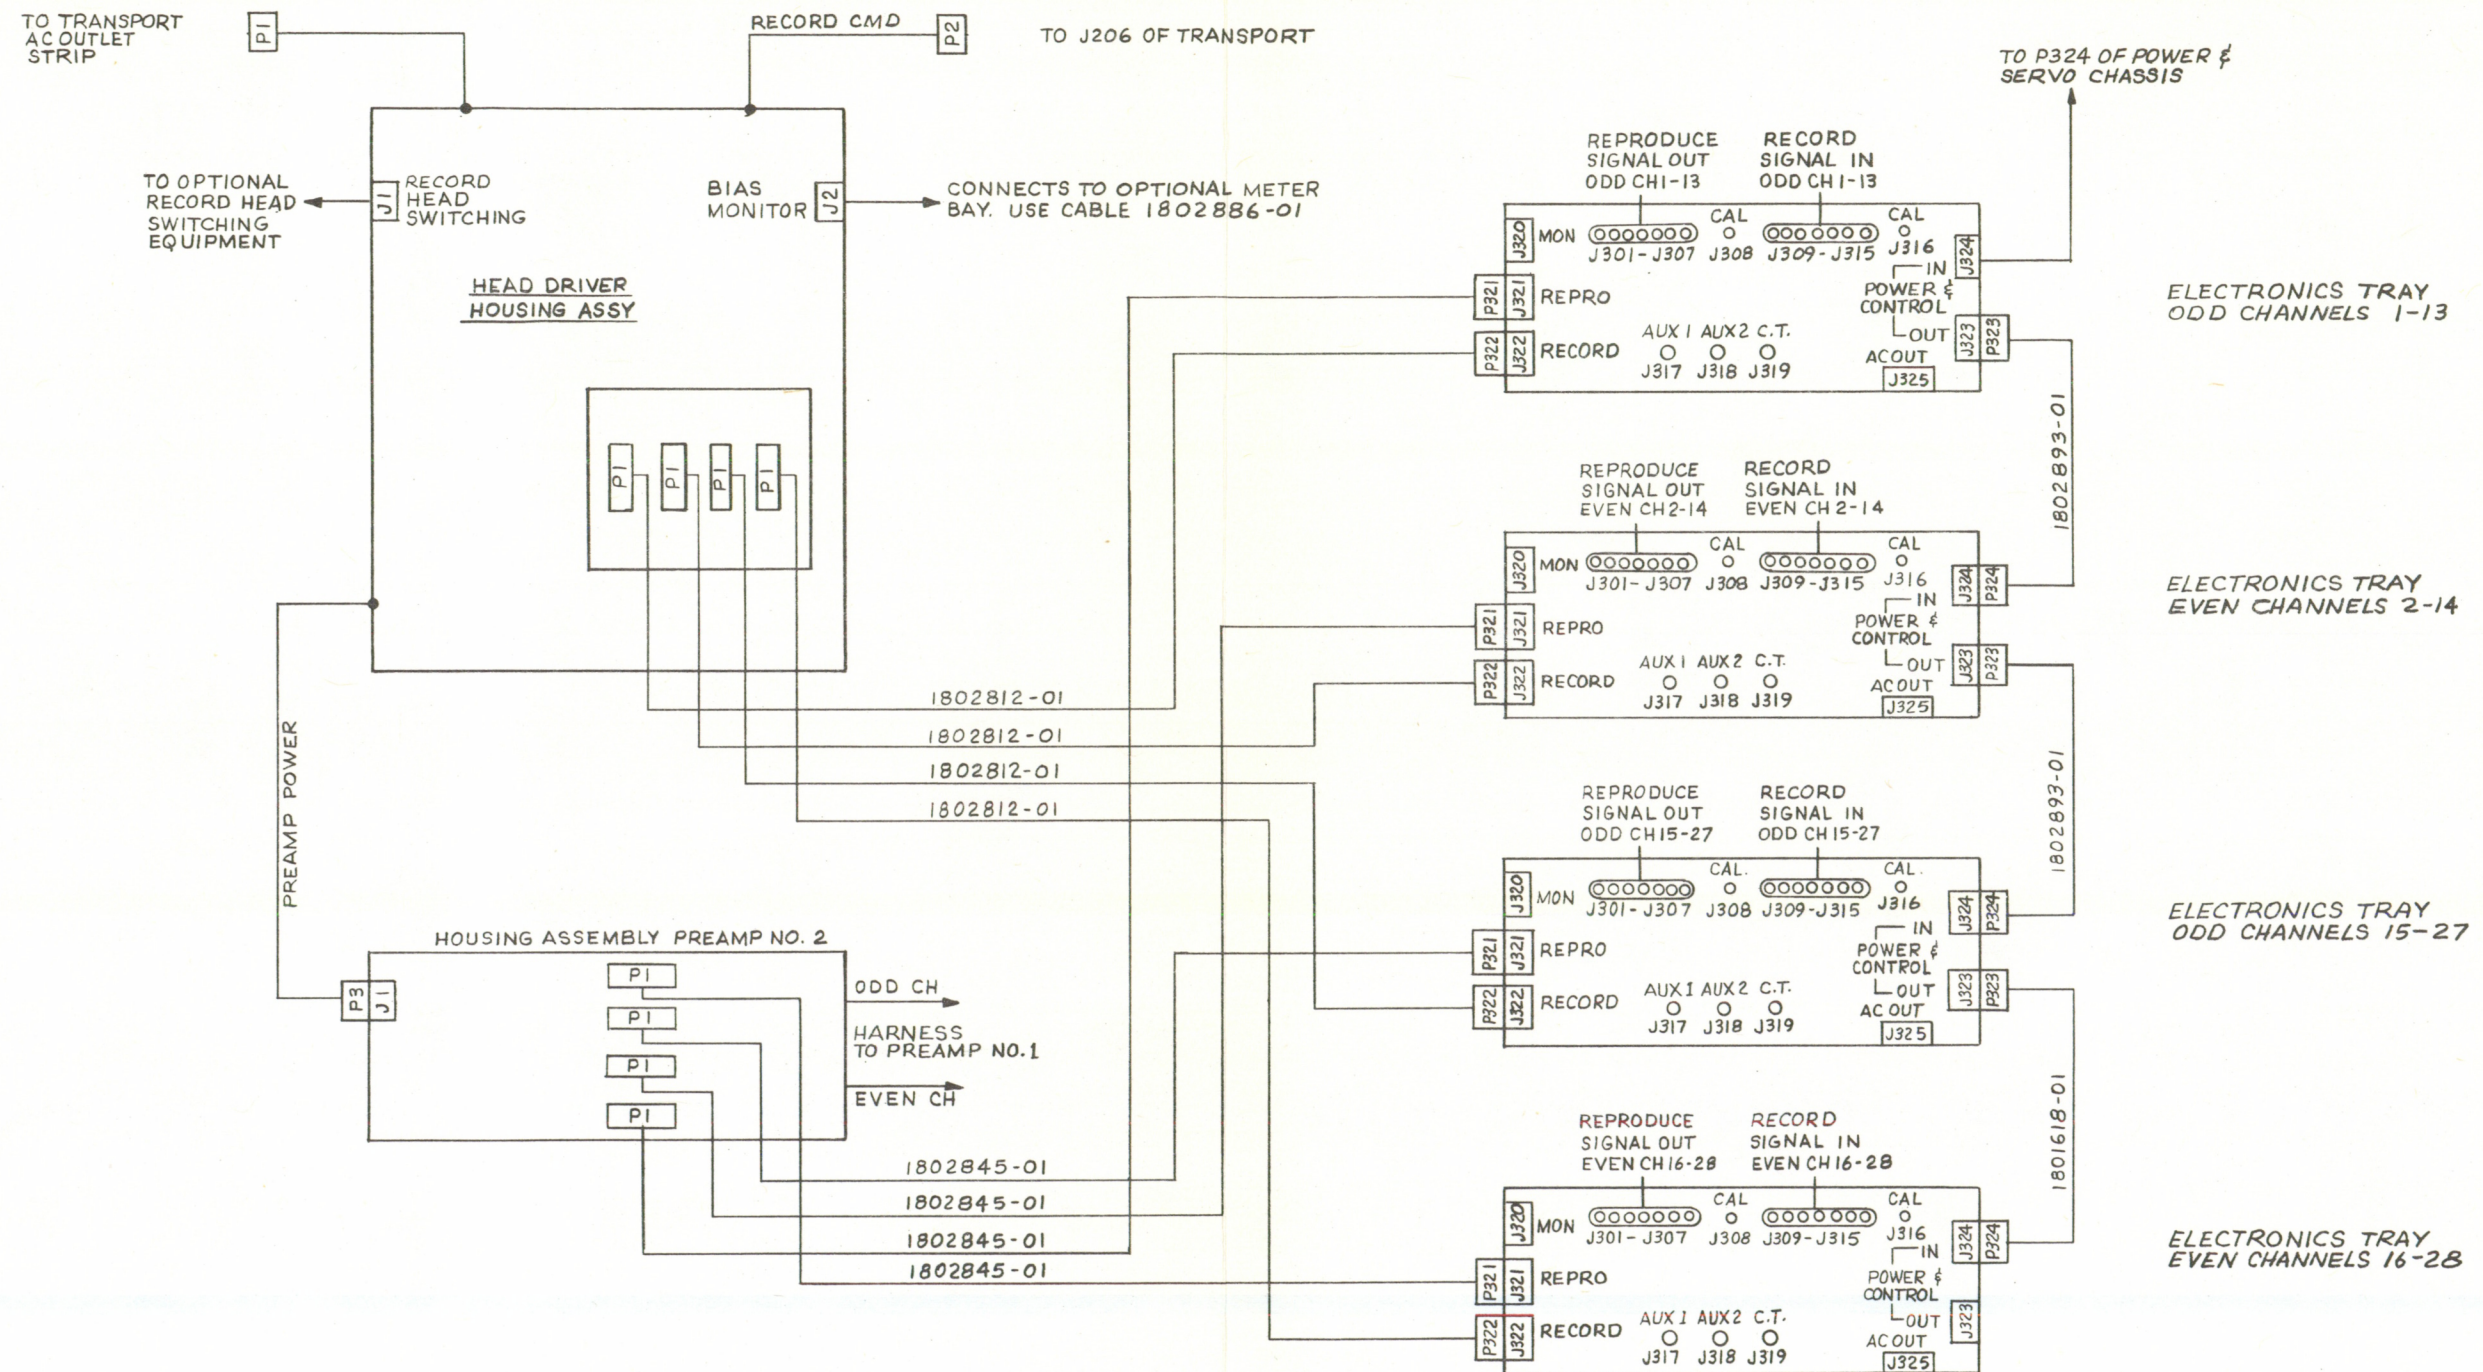 TO TRANSPORT
AC OUTLET
STRIP
P1
RECORD CMD
P2
TO J206 OF TRANSPORT
TO OPTIONAL
RECORD HEAD
SWITCHING
EQUIPMENT
J1
RECORD
HEAD
SWITCHING
BIAS
MONITOR
J2
CONNECTS TO OPTIONAL METER
BAY. USE CABLE 1802886-01
HEAD DRIVER
HOUSING ASSY
P1
P1
P1
P1
1802812-01
1802812-01
1802812-01
1802812-01
PREAMP POWER
HOUSING ASSEMBLY PREAMP NO. 2
P3
J1
P1
P1
P1
P1
ODD CH
HARNESS
TO PREAMP NO.1
EVEN CH
1802845-01
1802845-01
1802845-01
1802845-01
TO P324 OF POWER &
SERVO CHASSIS
REPRODUCE
SIGNAL OUT
ODD CH1-13
RECORD
SIGNAL IN
ODD CH1-13
J320
MON
J301-J307
CAL
J308
J309-J315
CAL
J316
J324
IN
POWER &
CONTROL
OUT
P321
J321
REPRO
P322
J322
RECORD
AUX 1 AUX 2 C.T.
J317 J318 J319
AC OUT
J325
J323
P323
ELECTRONICS TRAY
ODD CHANNELS 1-13
1802893-01
REPRODUCE
SIGNAL OUT
EVEN CH2-14
RECORD
SIGNAL IN
EVEN CH 2-14
J320
MON
J301-J307
CAL
J308
J309-J315
CAL
J316
J324
P324
IN
POWER &
CONTROL
OUT
P321
J321
REPRO
P322
J322
RECORD
AUX 1 AUX 2 C.T.
J317 J318 J319
AC OUT
J325
J323
P323
ELECTRONICS TRAY
EVEN CHANNELS 2-14
1802893-01
REPRODUCE
SIGNAL OUT
ODD CH15-27
RECORD
SIGNAL IN
ODD CH15-27
J320
MON
J301-J307
CAL.
J308
J309-J315
CAL.
J316
J324
P324
IN
POWER &
CONTROL
OUT
P321
J321
REPRO
P322
J322
RECORD
AUX 1 AUX 2 C.T.
J317 J318 J319
AC OUT
J325
J323
P323
ELECTRONICS TRAY
ODD CHANNELS 15-27
1801618-01
REPRODUCE
SIGNAL OUT
EVEN CH16-28
RECORD
SIGNAL IN
EVEN CH16-28
J320
MON
J301-J307
CAL
J308
J309-J315
CAL
J316
J324
P324
IN
POWER &
CONTROL
OUT
P321
J321
REPRO
P322
J322
RECORD
AUX 1 AUX 2 C.T.
J317 J318 J319
AC OUT
J325
J323
ELECTRONICS TRAY
EVEN CHANNELS 16-28